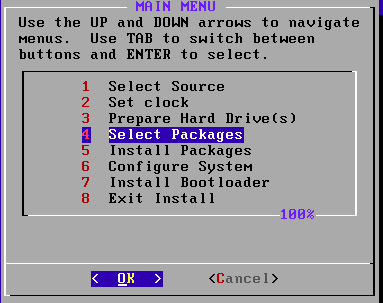 MAIN MENU
Use the UP and DOWN arrows to navigate
menus.  Use TAB to switch between
buttons and ENTER to select.
1  Select Source
2  Set clock
3  Prepare Hard Drive(s)
4  Select Packages
5  Install Packages
6  Configure System
7  Install Bootloader
8  Exit Install
100%
<  OK  >  <Cancel>